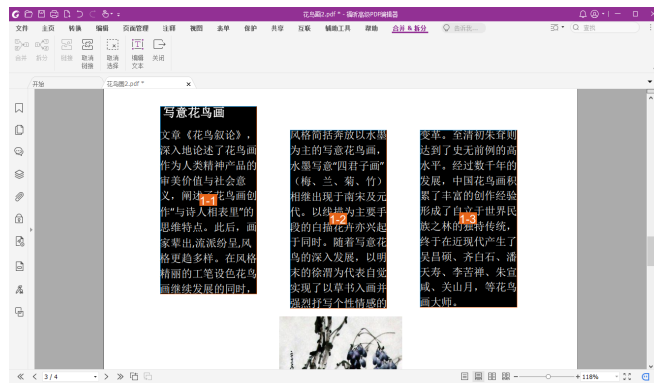 花鸟画2.pdf * - 福昕高级PDF编辑器
文件 主页 转换 编辑 页面管理 注释 视图 表单 保护 共享 互联 辅助工具 帮助 合并 & 拆分
查找
合并 拆分 链接 取消链接 取消选择 编辑文本 关闭
开始 花鸟画2.pdf *
写意花鸟画
文章《花鸟叙论》，
深入地论述了花鸟画
作为人类精神产品的
审美价值与社会意
义，阐述了花鸟画创
作“与诗人相表里”的
思维特点。此后，画
家辈出,流派纷呈,风
格更趋多样。在风格
精丽的工笔设色花鸟
画继续发展的同时，
1-1
风格简括奔放以水墨
为主的写意花鸟画，
水墨写意“四君子画”
（梅、兰、菊、竹）
相继出现于南宋及元
代。以线描为主要手
段的白描花卉亦兴起
于同时。随着写意花
鸟的深入发展，以明
末的徐渭为代表自觉
实现了以草书入画并
强烈抒写个性情感的
1-2
变革。至清初朱耷则
达到了史无前例的高
水平。经过数千年的
发展，中国花鸟画积
累了丰富的创作经验
形成了自立于世界民
族之林的独特传统，
终于在近现代产生了
吴昌硕、齐白石、潘
天寿、李苦禅、朱宣
咸、关山月，等花鸟
画大师。
1-3
3 / 4
118%